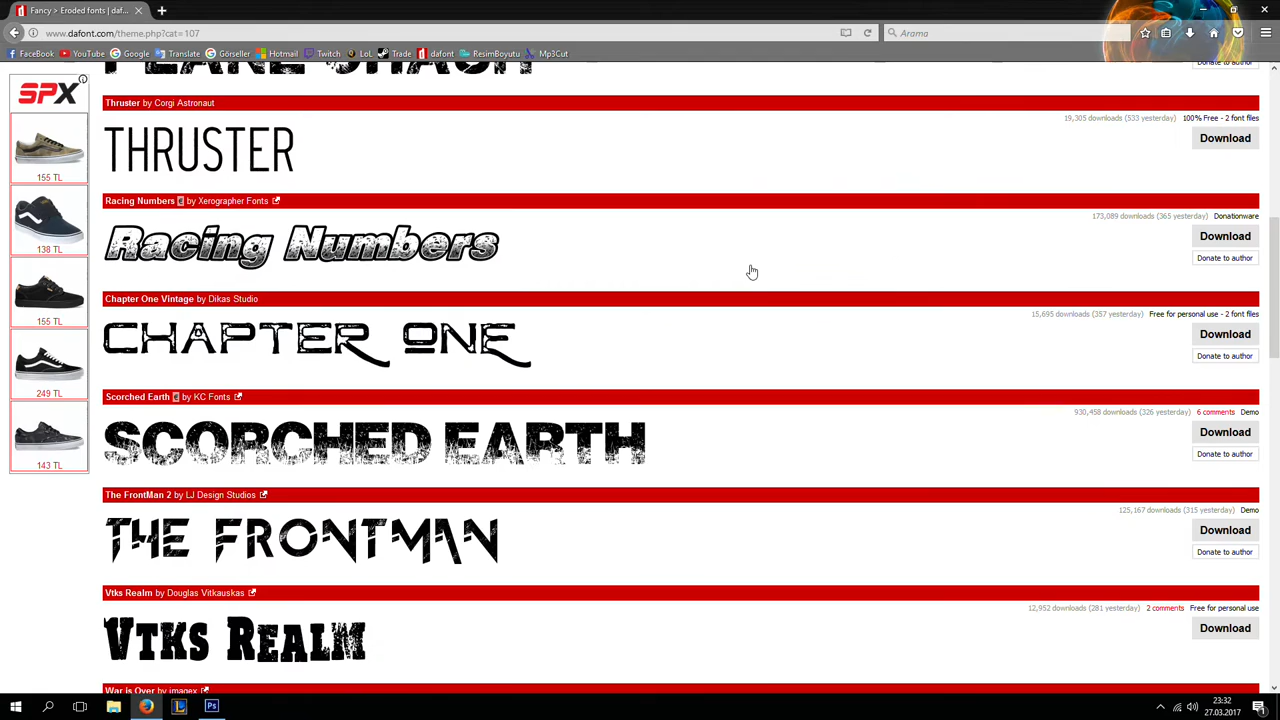 Fancy > Eroded fonts | daf...
www.dafont.com/theme.php?cat=107
Arama
FaceBook YouTube Google Translate Görseller Hotmail Twitch LoL Trade dafont ResimBoyutu Mp3Cut
Donate to author
SPX
155 TL
138 TL
155 TL
249 TL
143 TL
Thruster by Corgi Astronaut
19,305 downloads (533 yesterday) 100% Free - 2 font files
THRUSTER
Download
Racing Numbers € by Xerographer Fonts
173,089 downloads (365 yesterday) Donationware
Racing Numbers
Download
Donate to author
Chapter One Vintage by Dikas Studio
15,695 downloads (357 yesterday) Free for personal use - 2 font files
CHAPTER ONE
Download
Donate to author
Scorched Earth € by KC Fonts
930,458 downloads (326 yesterday) 6 comments Demo
SCORCHED EARTH
Download
Donate to author
The FrontMan 2 by LJ Design Studios
125,167 downloads (315 yesterday) Demo
THE FRONTMAN
Download
Donate to author
Vtks Realm by Douglas Vitkauskas
12,952 downloads (281 yesterday) 2 comments Free for personal use
VTKS REALM
Download
War is Over by imagex
23:32
27.03.2017